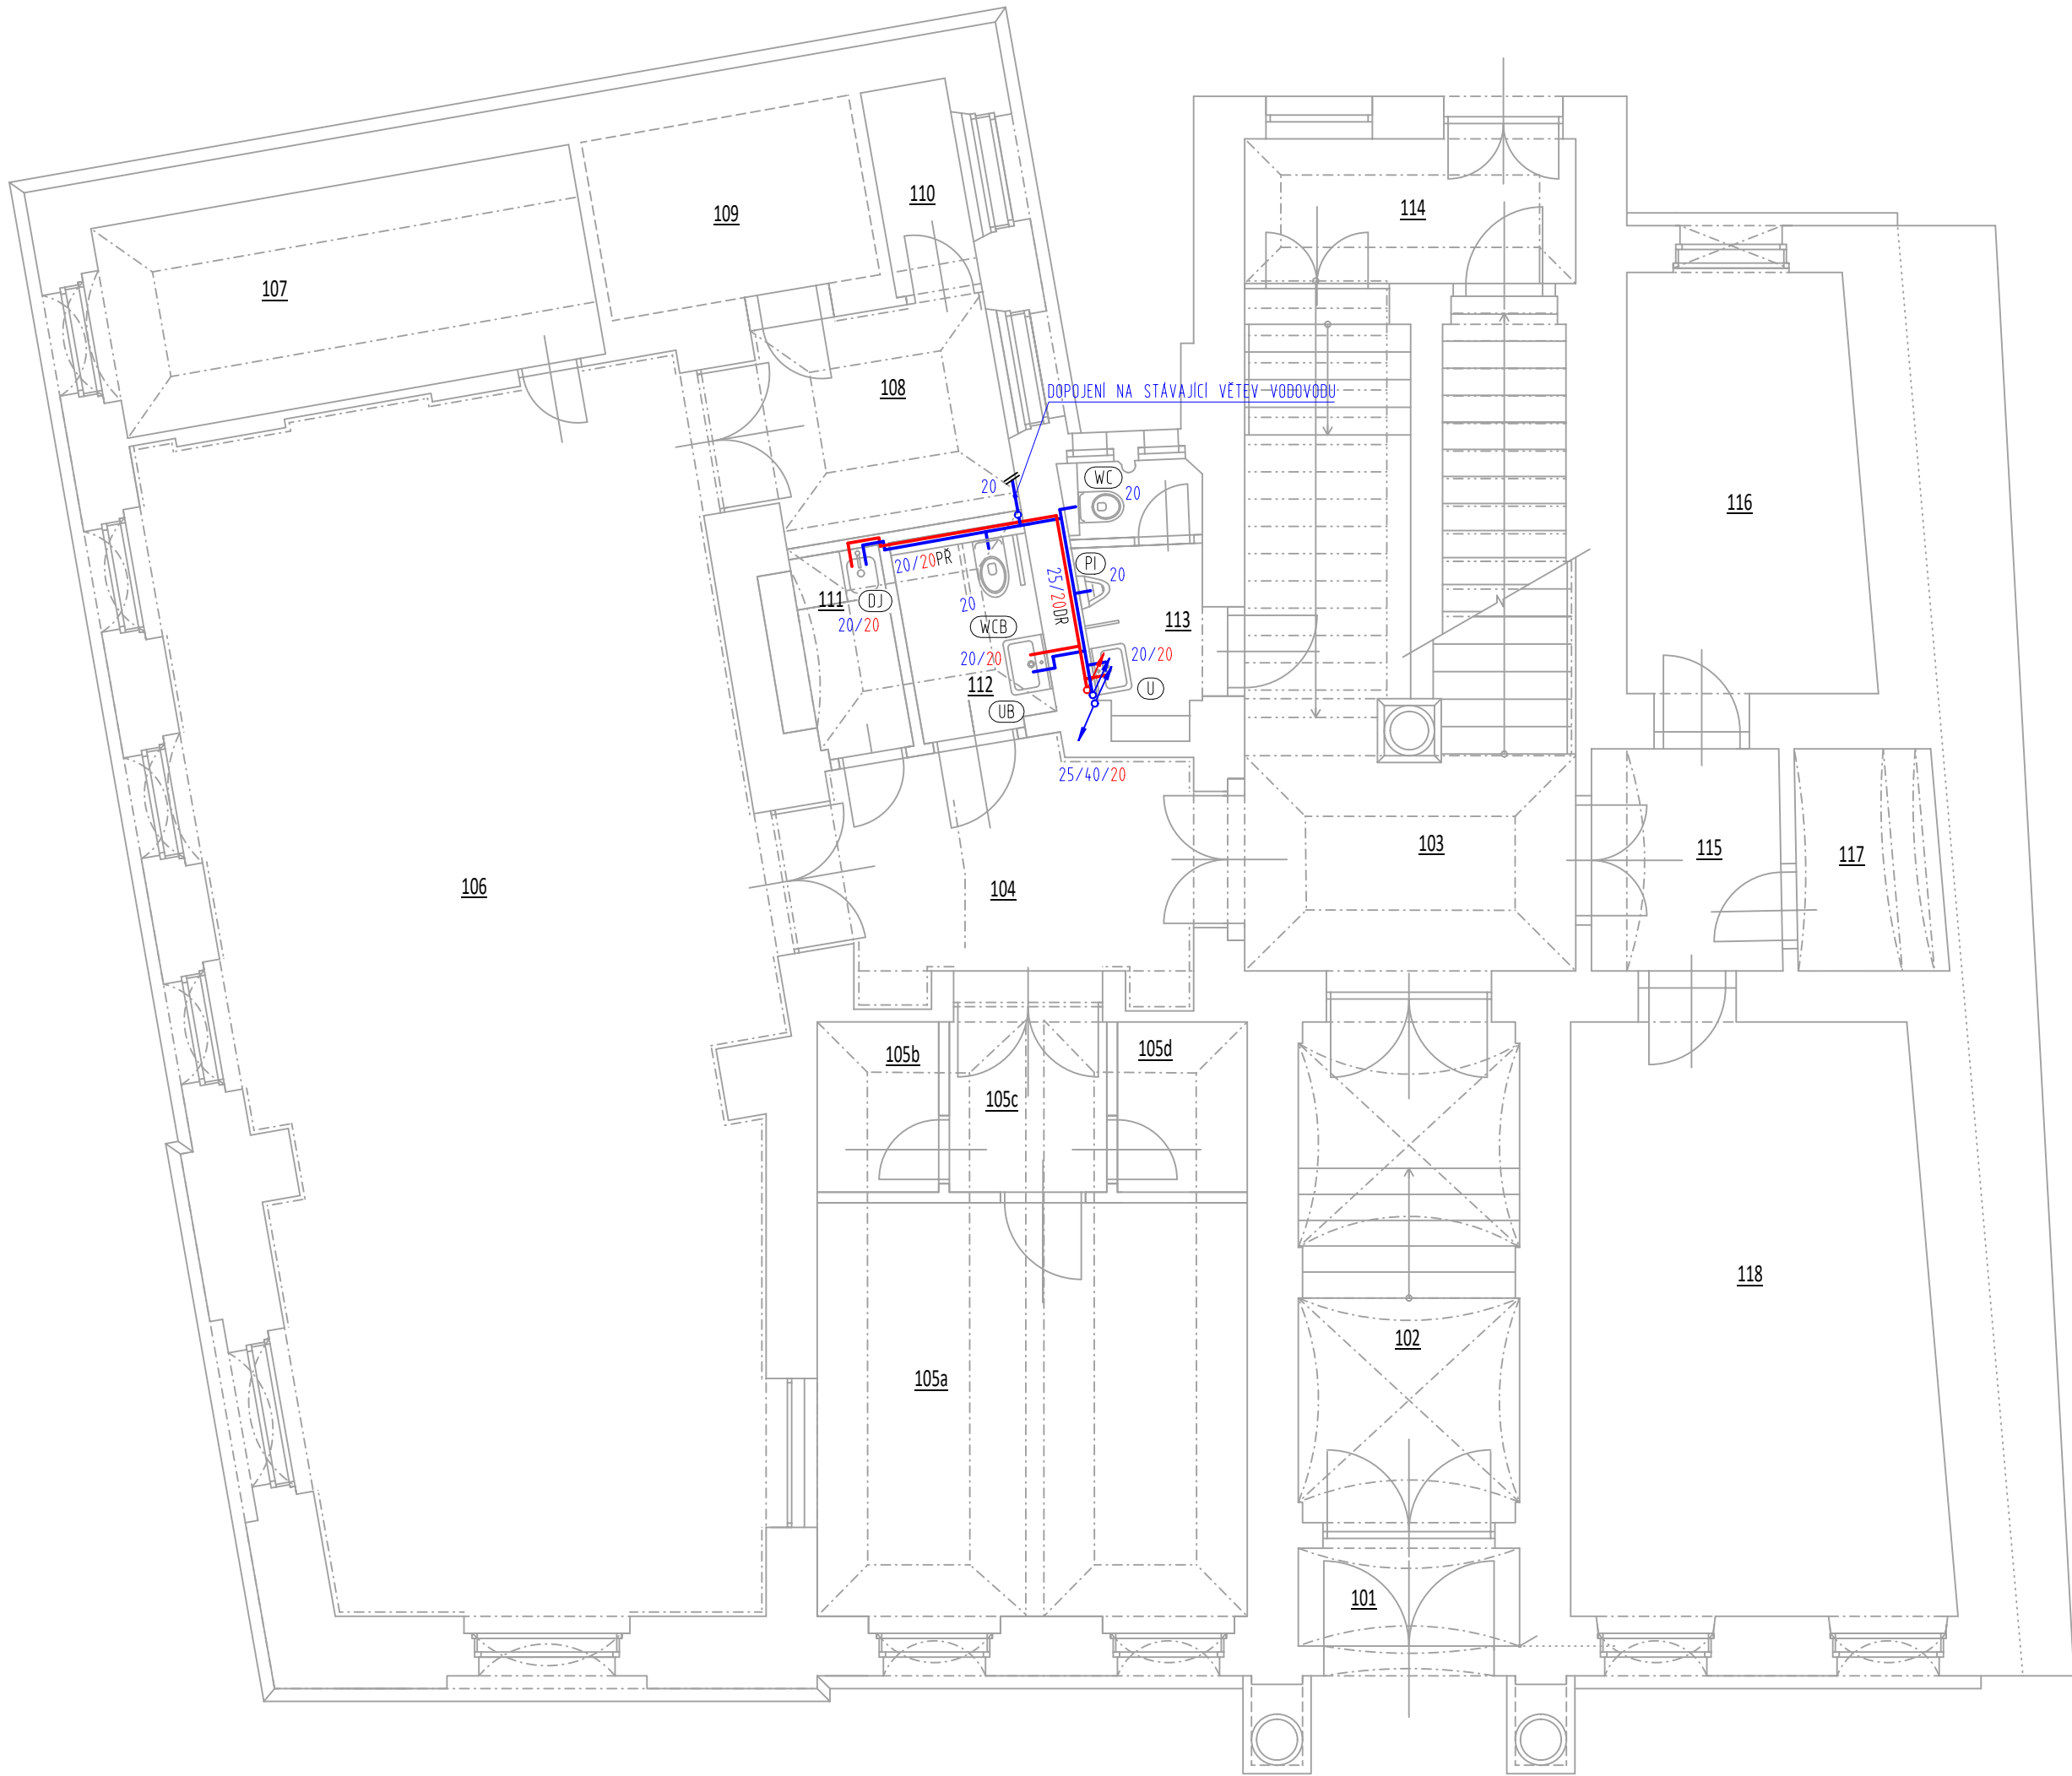 110
109
114
107
108
DOPOJENÍ NA STÁVAJÍCÍ VĚTEV VODOVODU
WC
20
20
116
20/20PŘ
PI
20
25/20DR
111
DJ
20
20/20
WCB
113
20/20
20/20
112
U
UB
25/40/20
103
115
117
106
104
105b
105d
105c
118
102
105a
101